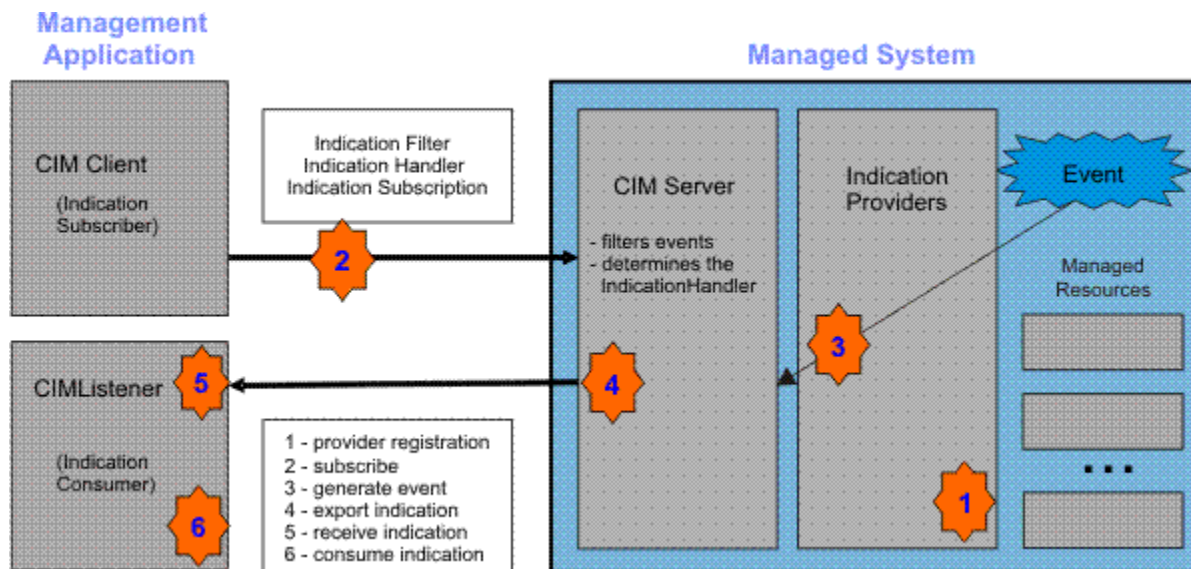 Management
Application
Managed System
CIM Client
(Indication
Subscriber)
Indication Filter
Indication Handler
Indication Subscription
2
CIM Server
- filters events
- determines the
IndicationHandler
Indication
Providers
Event
Managed
Resources
3
4
1
...
CIMListener
5
(Indication
Consumer)
6
1 - provider registration
2 - subscribe
3 - generate event
4 - export indication
5 - receive indication
6 - consume indication